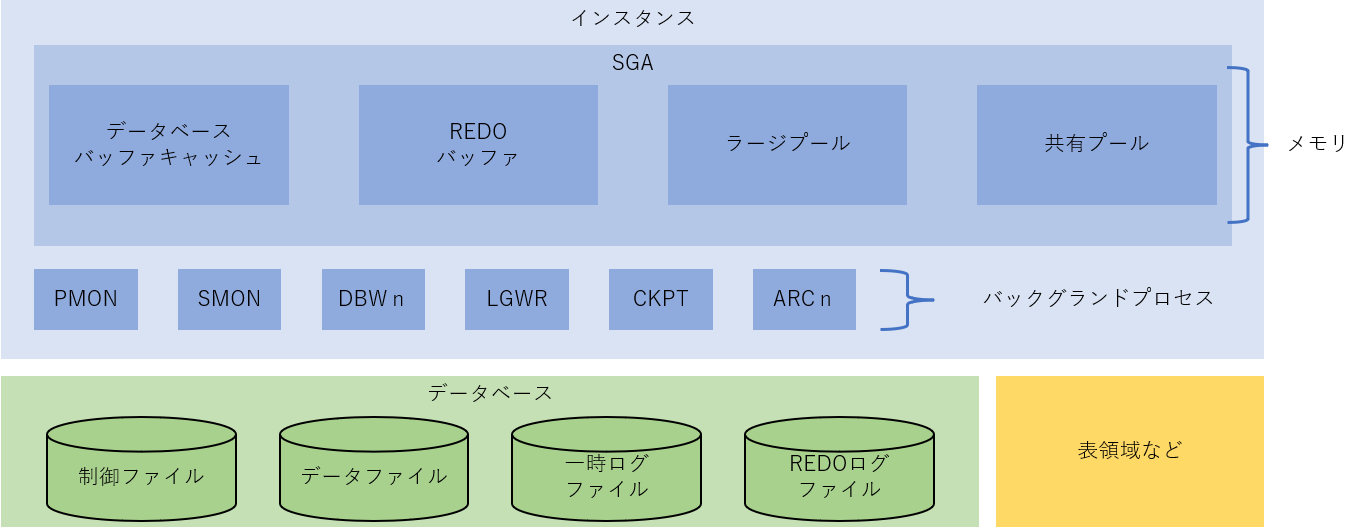 インスタンス
SGA
データベース
バッファキャッシュ
REDO
バッファ
ラージプール
共有プール
メモリ
PMON
SMON
DBW n
LGWR
CKPT
ARC n
バックグランドプロセス
データベース
制御ファイル
データファイル
一時ログ
ファイル
REDOログ
ファイル
表領域など